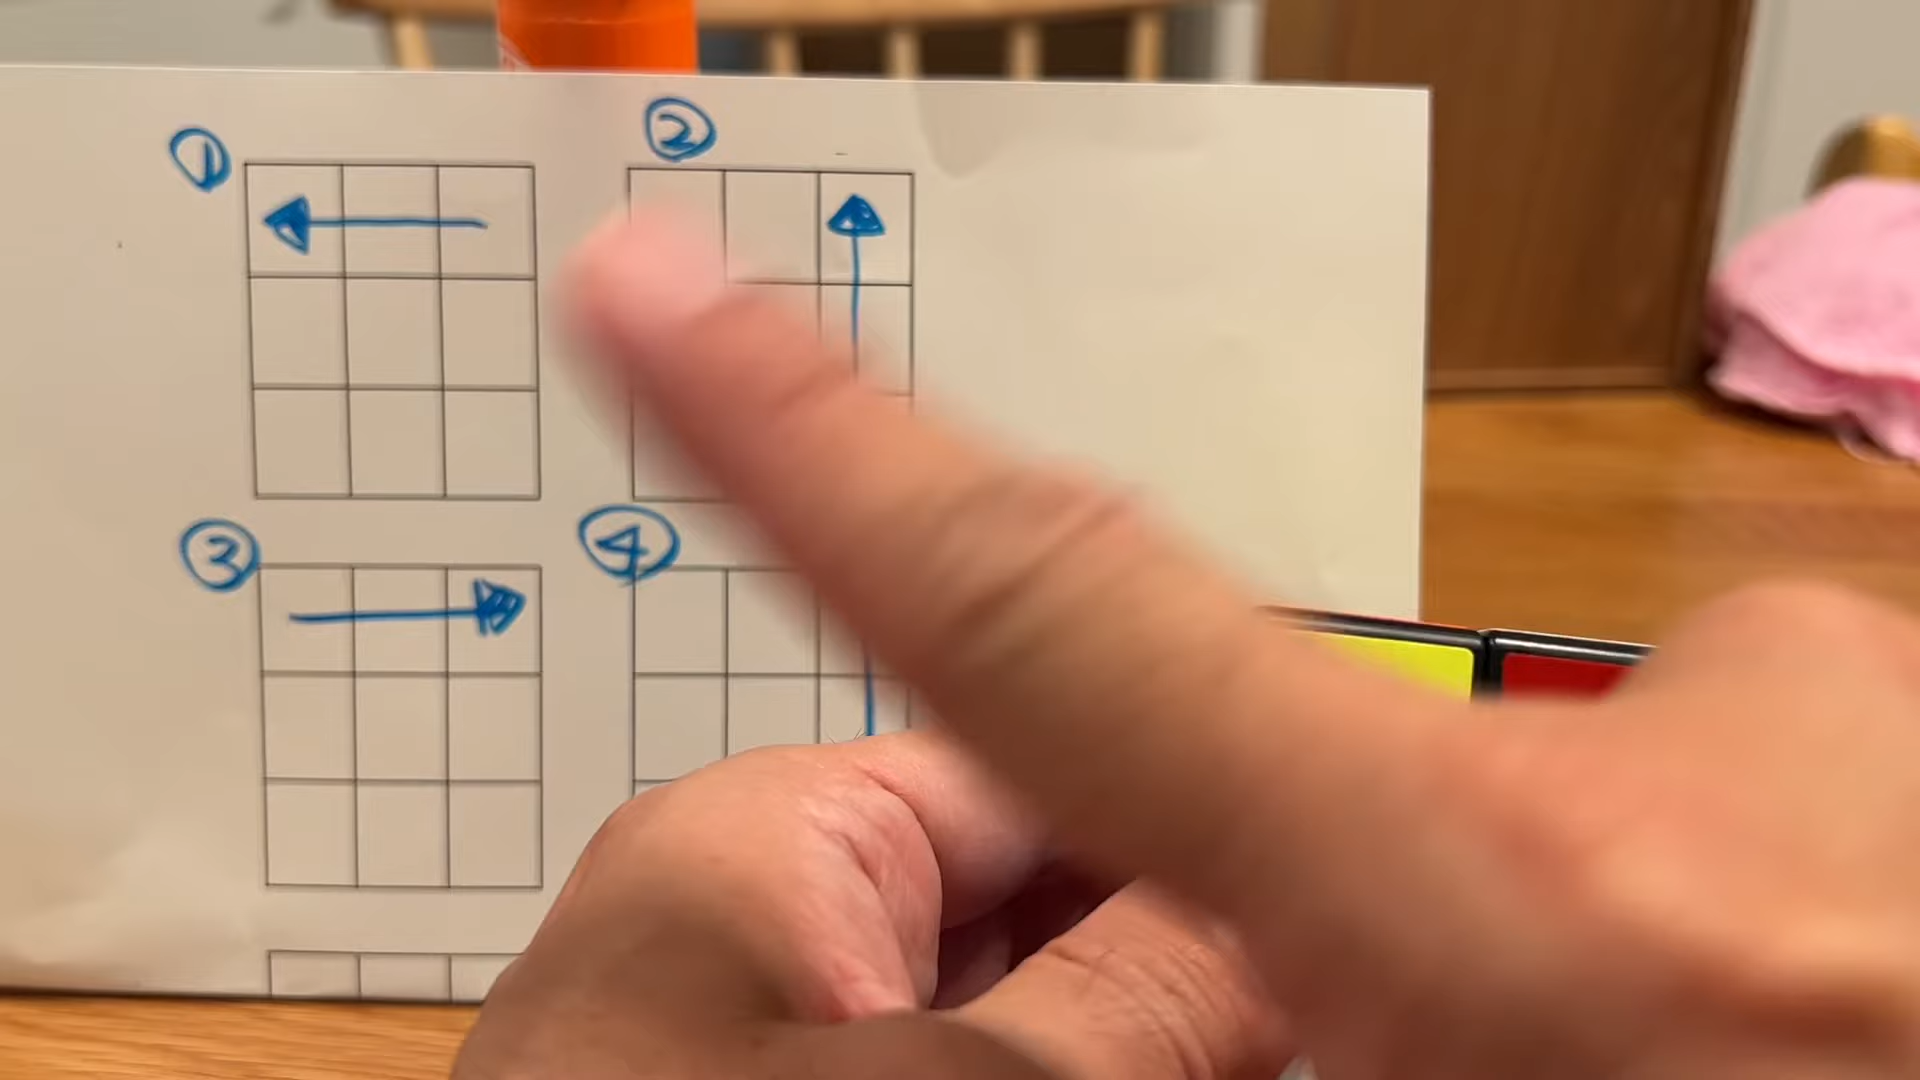 ①
②
③
④